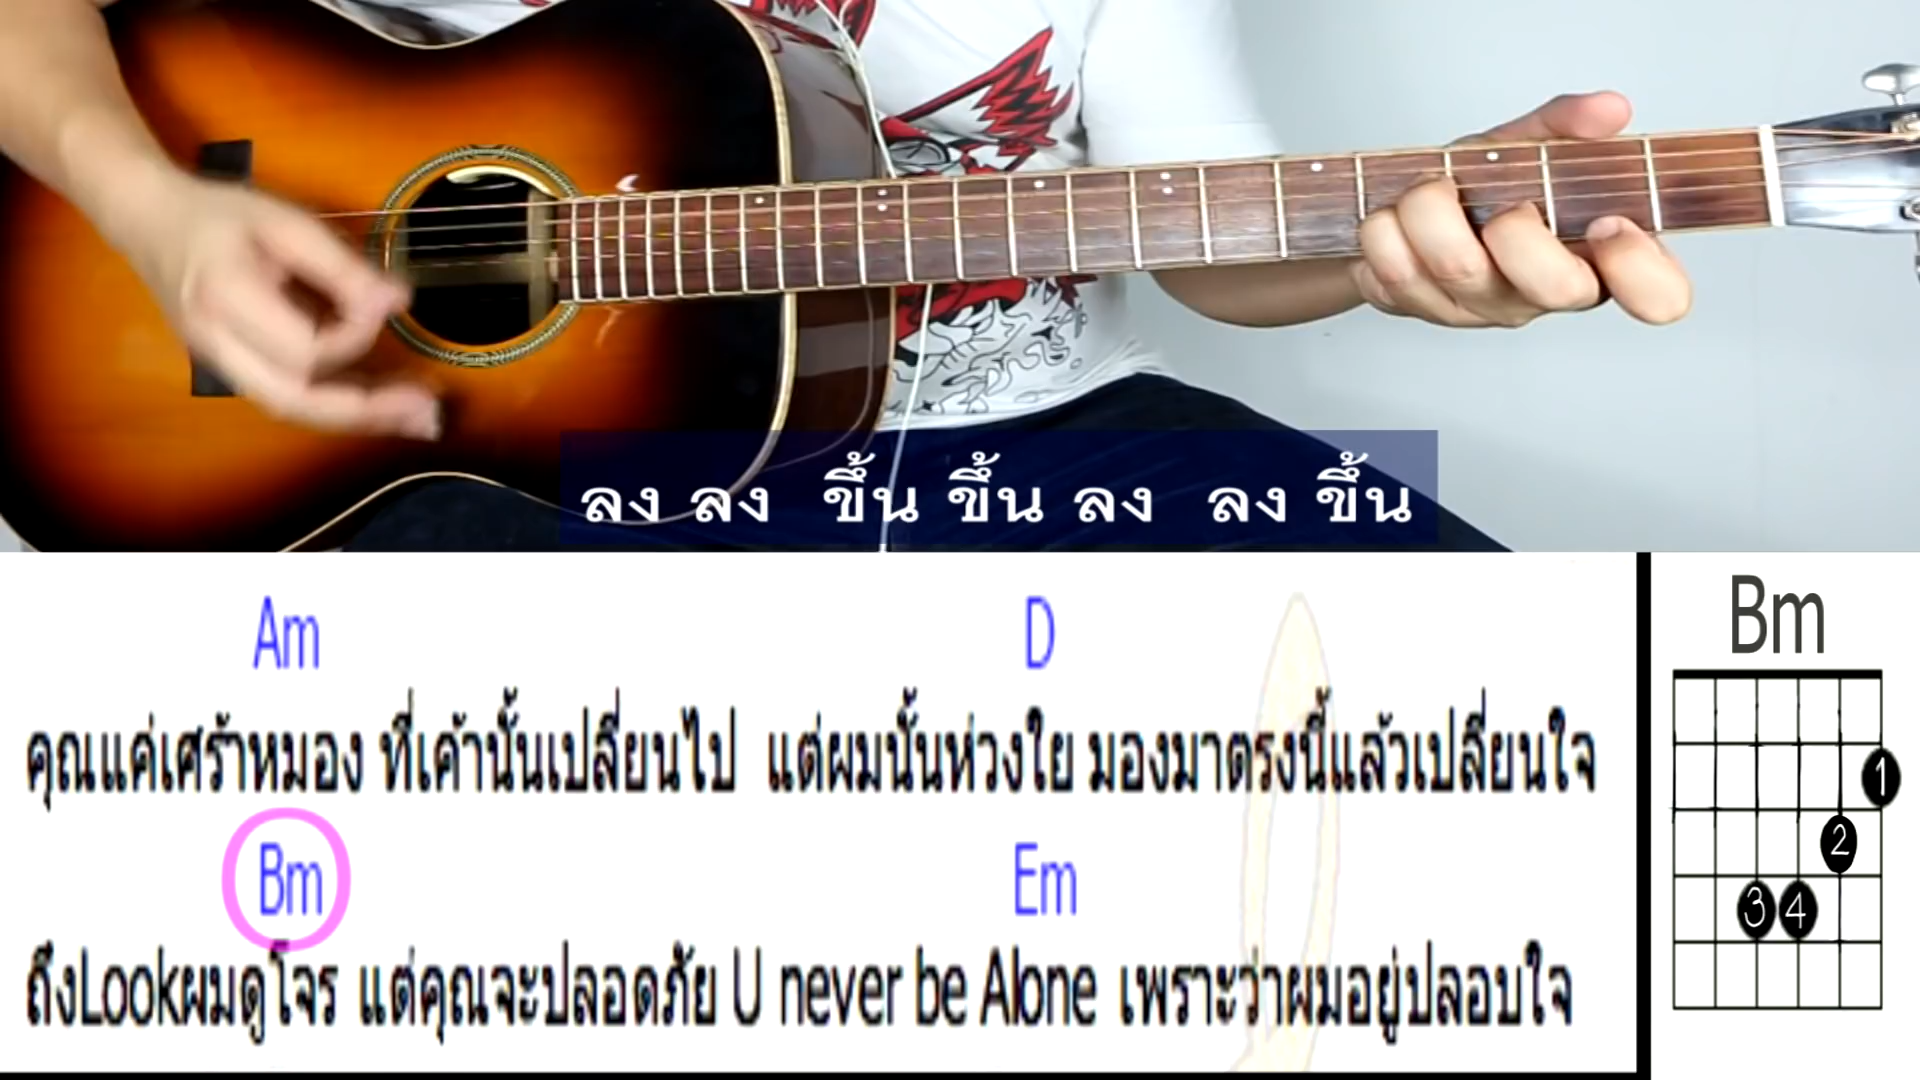 ลง ลง ขึ้น ขึ้น ลง ลง ขึ้น
Am D
คุณแค่เศร้าหมอง ที่เค้านั้นเปลี่ยนไป แต่ผมนั้นห่วงใย มองมาตรงนี้แล้วเปลี่ยนใจ
Bm Em
ถึงLookผมดูโจร แต่คุณจะปลอดภัย U never be Alone เพราะว่าผมอยู่ปลอบใจ
Bm
1
2
3 4